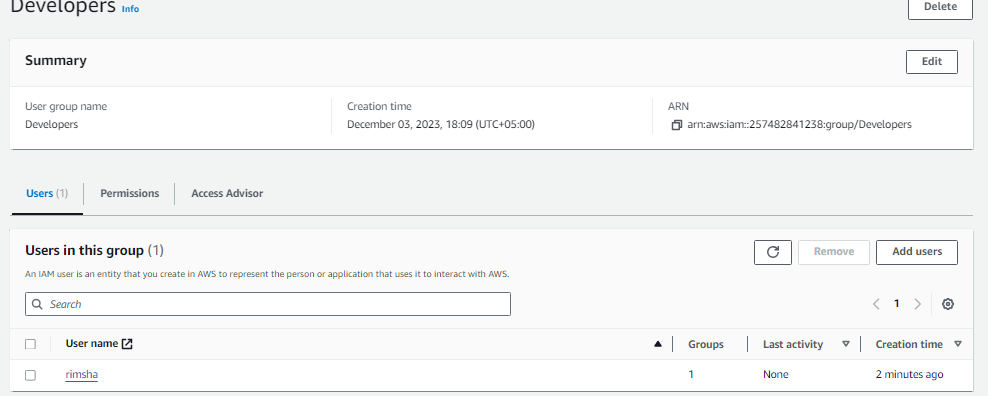 Developers Info
Delete
Summary
Edit
User group name
Developers
Creation time
December 03, 2023, 18:09 (UTC+05:00)
ARN
arn:aws:iam::257482841238:group/Developers
Users (1)
Permissions
Access Advisor
Users in this group (1)
Remove
Add users
An IAM user is an entity that you create in AWS to represent the person or application that uses it to interact with AWS.
Search
1
User name
Groups
Last activity
Creation time
rimsha
1
None
2 minutes ago